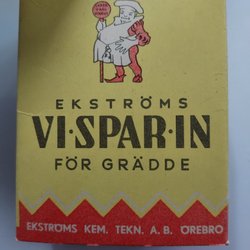 EKSTRÖMS
VI·SPAR·IN
FÖR GRÄDDE
EKSTRÖMS KEM. TEKN. A.B. ÖREBRO